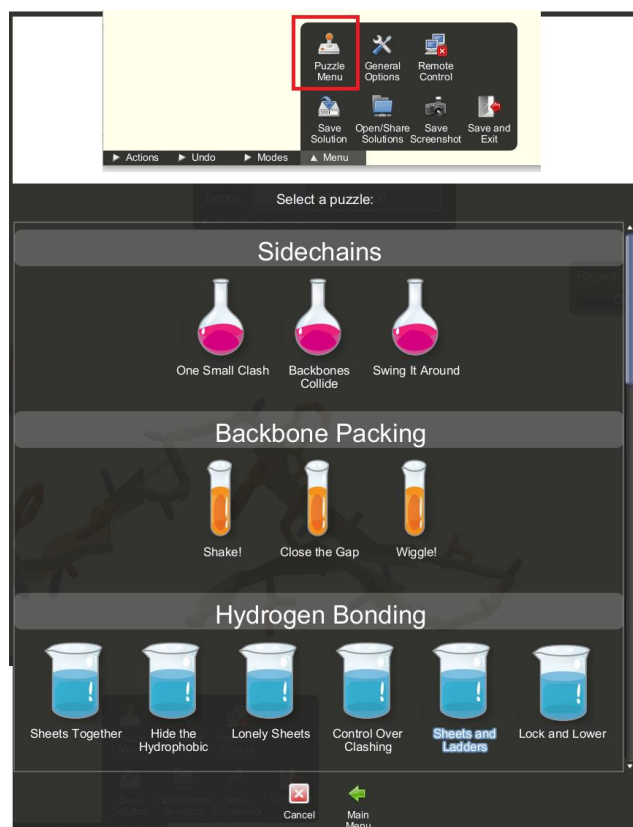 Puzzle Menu
General Options
Remote Control
Save Solution
Open/Share Solutions
Save Screenshot
Save and Exit
Actions
Undo
Modes
Menu
Score
Select a puzzle:
Sidechains
One Small Clash
Backbones Collide
Swing It Around
Backbone Packing
Shake!
Close the Gap
Wiggle!
Hydrogen Bonding
Sheets Together
Hide the Hydrophobic
Lonely Sheets
Control Over Clashing
Sheets and Ladders
Lock and Lower
Cancel
Main Menu